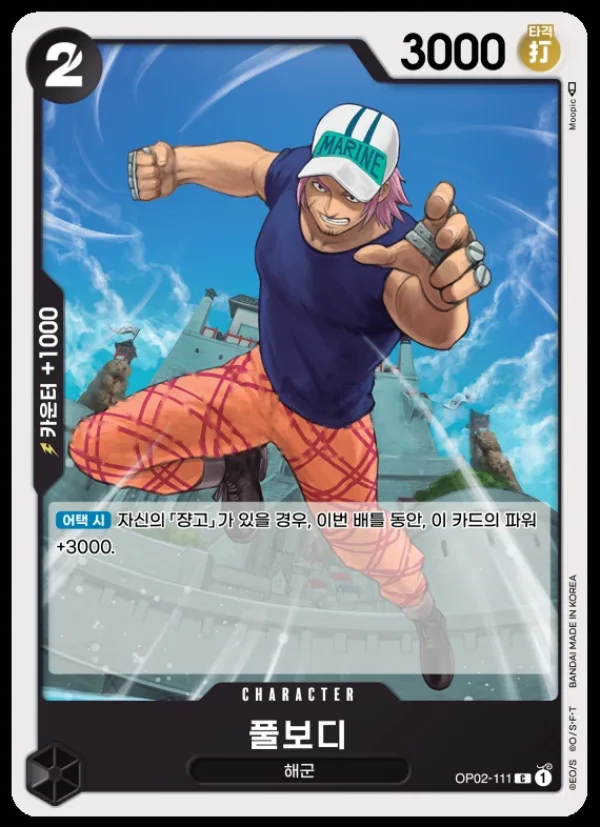 2
3000
타격
打
Moopic
MARINE
카운터 +1000
어택 시 자신의 「쟝고」가 있을 경우, 이번 배틀 동안, 이 카드의 파워
+3000.
CHARACTER
풀보디
해군
OP02-111 C 1
©EO/S ©O/S·F·T BANDAI MADE IN KOREA